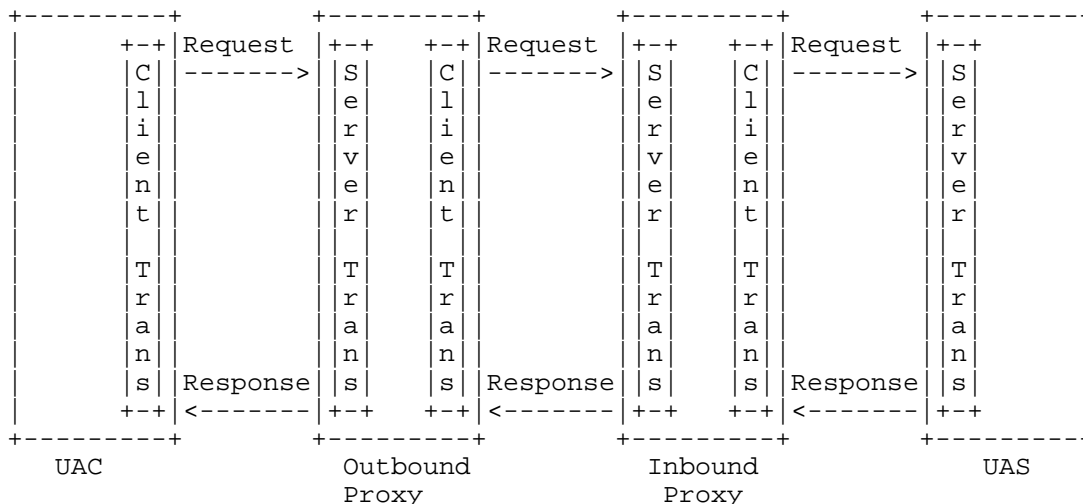 +---------+        +---------+        +---------+        +---------
|      +-+|Request |+-+   +-+|Request |+-+   +-+|Request |+-+
|      |C||------->||S|   |C||------->||S|   |C||------->||S|
|      |l||        ||e|   |l||        ||e|   |l||        ||e|
|      |i||        ||r|   |i||        ||r|   |i||        ||r|
|      |e||        ||v|   |e||        ||v|   |e||        ||v|
|      |n||        ||e|   |n||        ||e|   |n||        ||e|
|      |t||        ||r|   |t||        ||r|   |t||        ||r|
|      | ||        || |   | ||        || |   | ||        || |
|      |T||        ||T|   |T||        ||T|   |T||        ||T|
|      |r||        ||r|   |r||        ||r|   |r||        ||r|
|      |a||        ||a|   |a||        ||a|   |a||        ||a|
|      |n||        ||n|   |n||        ||n|   |n||        ||n|
|      |s||Response||s|   |s||Response||s|   |s||Response||s|
|      +-+|<-------|+-+   +-+|<-------|+-+   +-+|<-------|+-+
+---------+        +---------+        +---------+        +---------
UAC Outbound Inbound UAS
Proxy Proxy